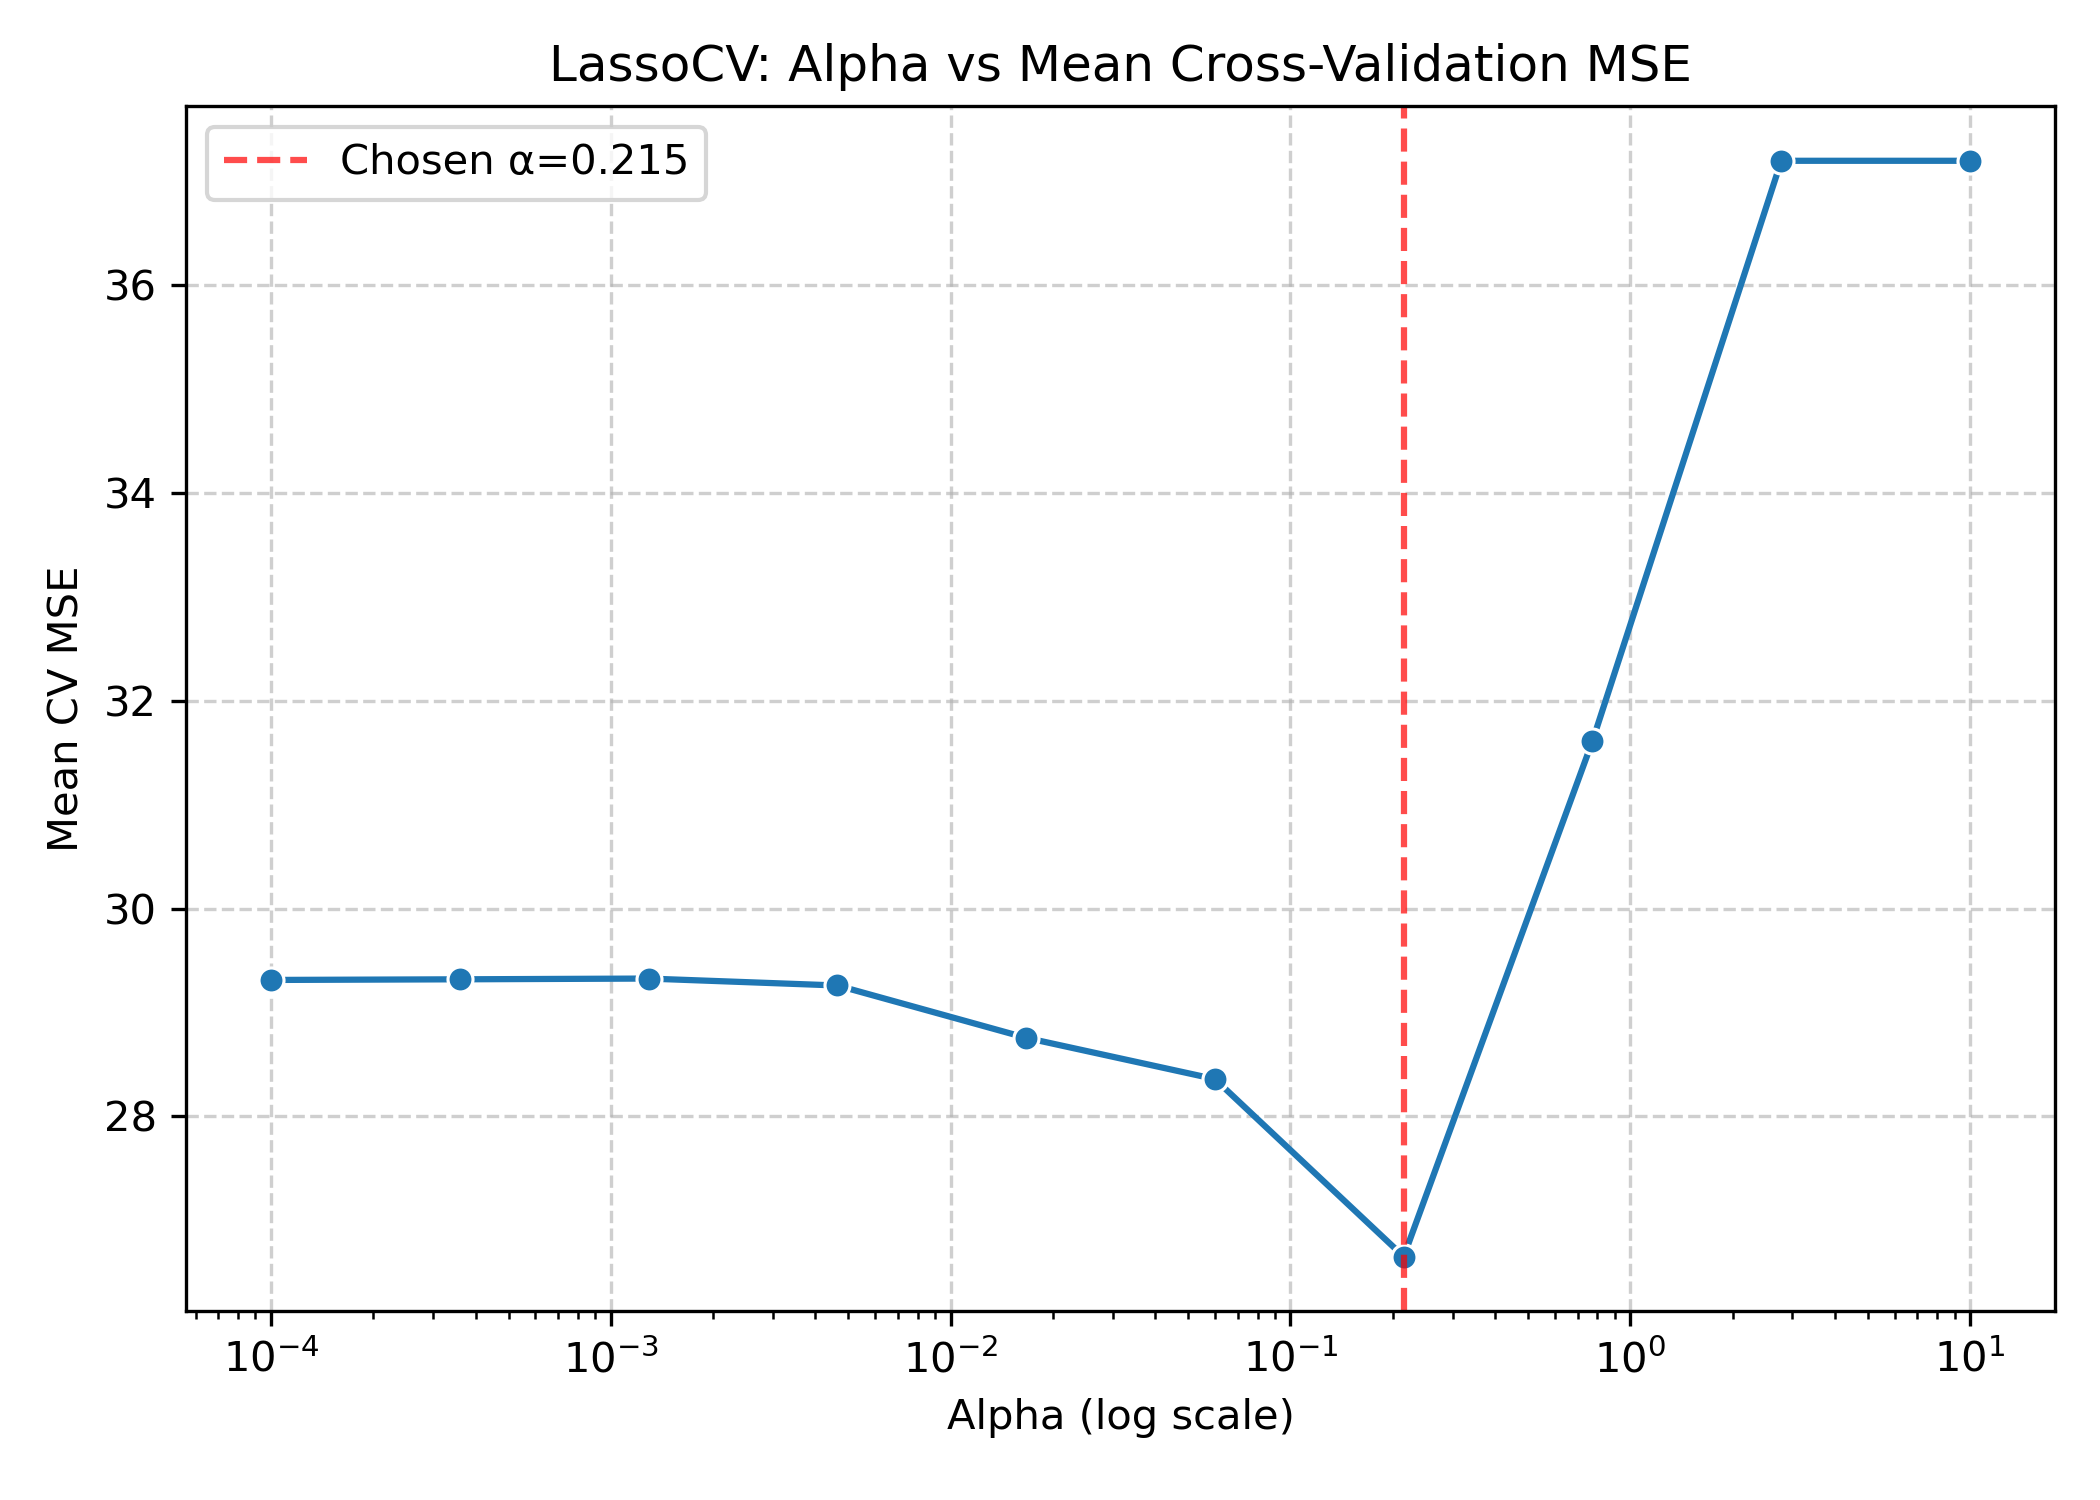 LassoCV: Alpha vs Mean Cross-Validation MSE
Chosen α=0.215
Mean CV MSE
36
34
32
30
28
10⁻⁴ 10⁻³ 10⁻² 10⁻¹ 10⁰ 10¹
Alpha (log scale)